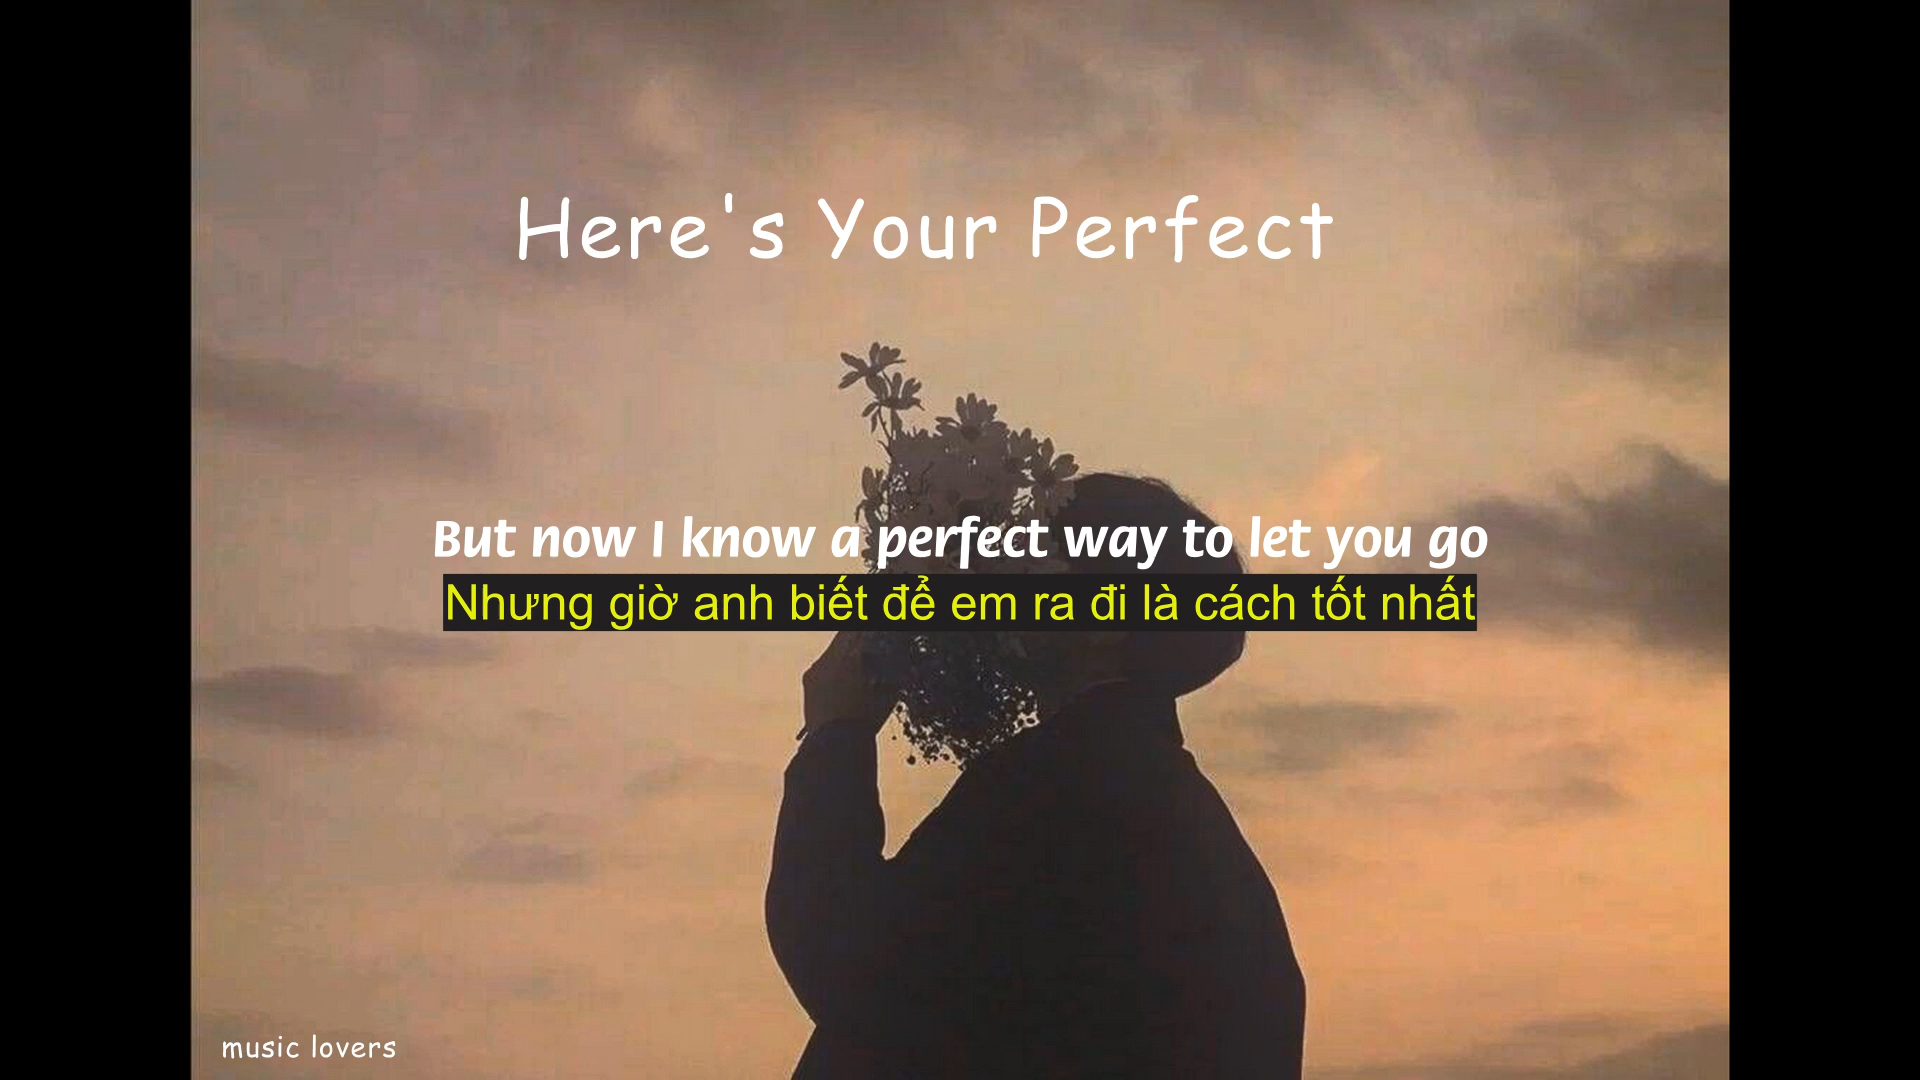 Here's Your Perfect
But now I know a perfect way to let you go
Nhưng giờ anh biết để em ra đi là cách tốt nhất
music lovers